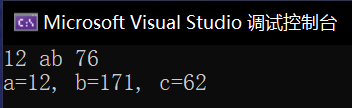 C:\ Microsoft Visual Studio 调试控制台
12 ab 76
a=12, b=171, c=62